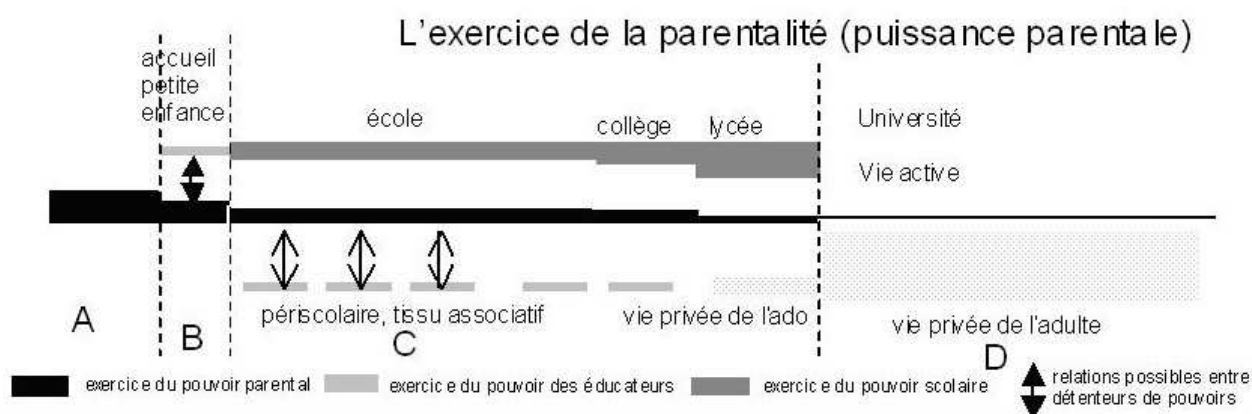 L'exercice de la parentalité (puissance parentale)
accueil
petite
enfance
école
collège
lycée
Université
Vie active
périscolaire, tissu associatif
vie privée de l'ado
vie privée de l'adulte
A
B
C
D
exercice du pouvoir parental
exercice du pouvoir des éducateurs
exercice du pouvoir scolaire
relations possibles entre
détenteurs de pouvoirs